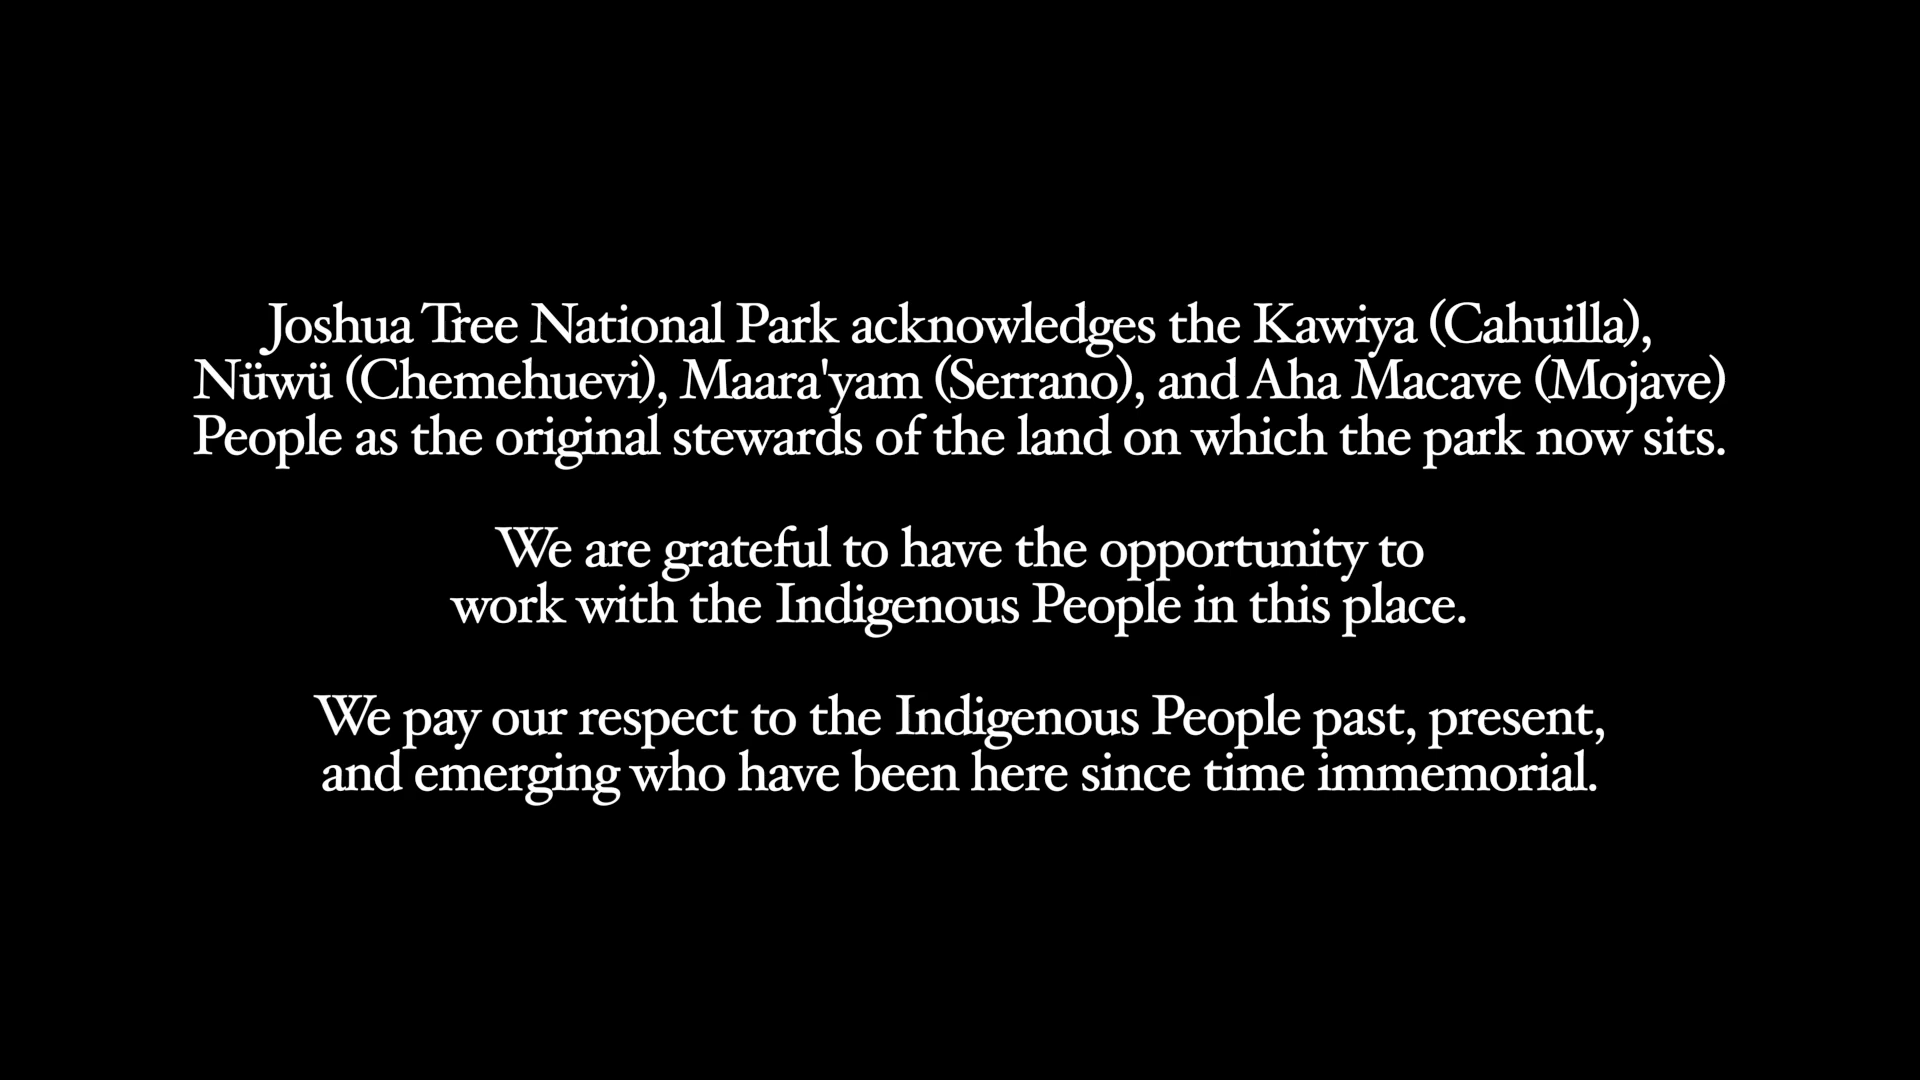 Joshua Tree National Park acknowledges the Kawiya (Cahuilla),
Nüwü (Chemehuevi), Maara'yam (Serrano), and Aha Macave (Mojave)
People as the original stewards of the land on which the park now sits.
We are grateful to have the opportunity to
work with the Indigenous People in this place.
We pay our respect to the Indigenous People past, present,
and emerging who have been here since time immemorial.